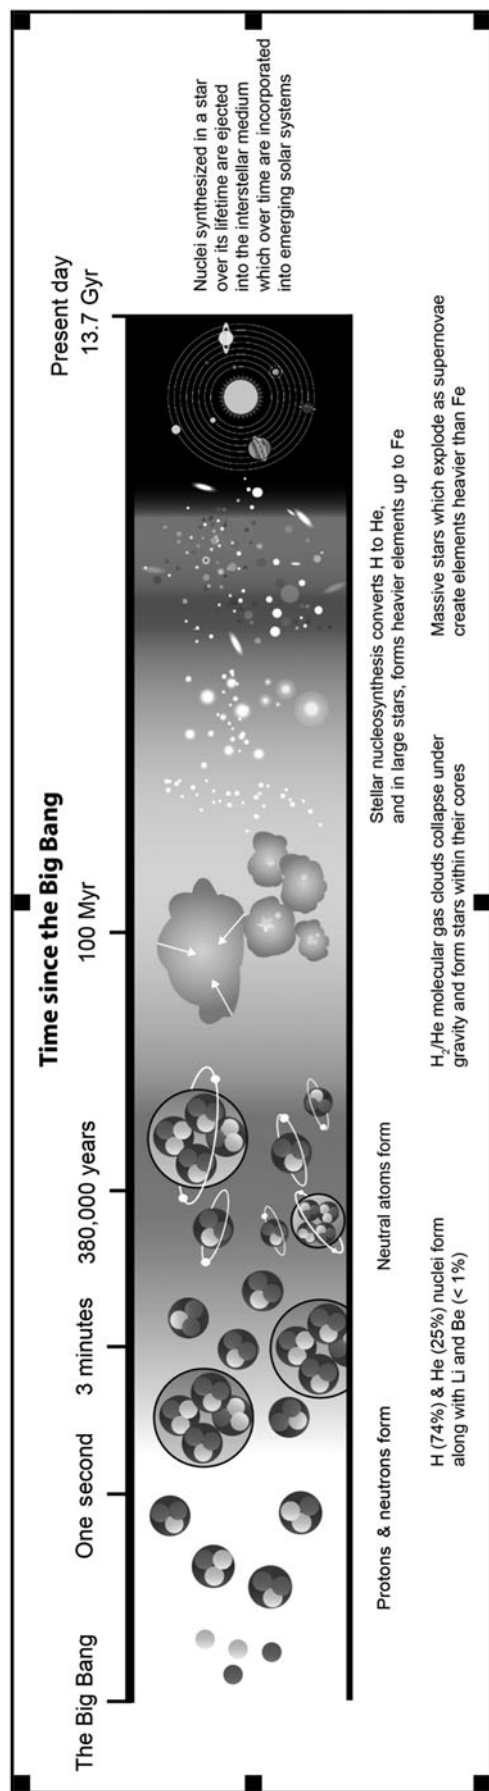 Time since the Big Bang
The Big Bang
One second
3 minutes
380,000 years
100 Myr
Present day
13.7 Gyr
Protons & neutrons form
H (74%) & He (25%) nuclei form
along with Li and Be (< 1%)
Neutral atoms form
H₂/He molecular gas clouds collapse under
gravity and form stars within their cores
Stellar nucleosynthesis converts H to He,
and in large stars, forms heavier elements up to Fe
Massive stars which explode as supernovae
create elements heavier than Fe
Nuclei synthesized in a star
over its lifetime are ejected
into the interstellar medium
which over time are incorporated
into emerging solar systems